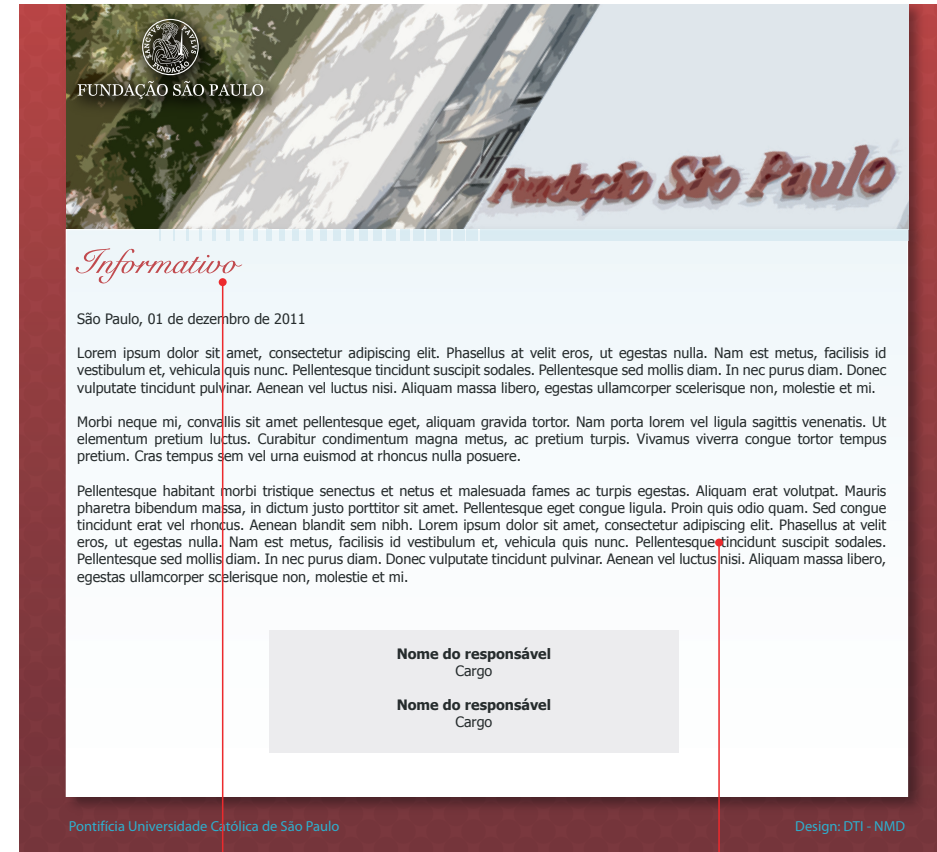 SANCTVS PAVLVS
FUNDAÇÃO
FUNDAÇÃO SÃO PAULO
Fundação São Paulo
Informativo
São Paulo, 01 de dezembro de 2011
Lorem ipsum dolor sit amet, consectetur adipiscing elit. Phasellus at velit eros, ut egestas nulla. Nam est metus, facilisis id
vestibulum et, vehicula quis nunc. Pellentesque tincidunt suscipit sodales. Pellentesque sed mollis diam. In nec purus diam. Donec
vulputate tincidunt pulvinar. Aenean vel luctus nisi. Aliquam massa libero, egestas ullamcorper scelerisque non, molestie et mi.
Morbi neque mi, convallis sit amet pellentesque eget, aliquam gravida tortor. Nam porta lorem vel ligula sagittis venenatis. Ut
elementum pretium luctus. Curabitur condimentum magna metus, ac pretium turpis. Vivamus viverra congue tortor tempus
pretium. Cras tempus sem vel urna euismod at rhoncus nulla posuere.
Pellentesque habitant morbi tristique senectus et netus et malesuada fames ac turpis egestas. Aliquam erat volutpat. Mauris
pharetra bibendum massa, in dictum justo porttitor sit amet. Pellentesque eget congue ligula. Proin quis odio quam. Sed congue
tincidunt erat vel rhoncus. Aenean blandit sem nibh. Lorem ipsum dolor sit amet, consectetur adipiscing elit. Phasellus at velit
eros, ut egestas nulla. Nam est metus, facilisis id vestibulum et, vehicula quis nunc. Pellentesque tincidunt suscipit sodales.
Pellentesque sed mollis diam. In nec purus diam. Donec vulputate tincidunt pulvinar. Aenean vel luctus nisi. Aliquam massa libero,
egestas ullamcorper scelerisque non, molestie et mi.
Nome do responsável
Cargo
Nome do responsável
Cargo
Pontifícia Universidade Católica de São Paulo
Design: DTI - NMD